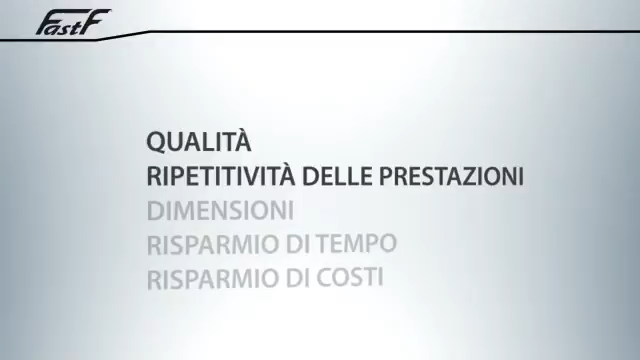 FastF
QUALITÀ
RIPETITIVITÀ DELLE PRESTAZIONI
DIMENSIONI
RISPARMIO DI TEMPO
RISPARMIO DI COSTI